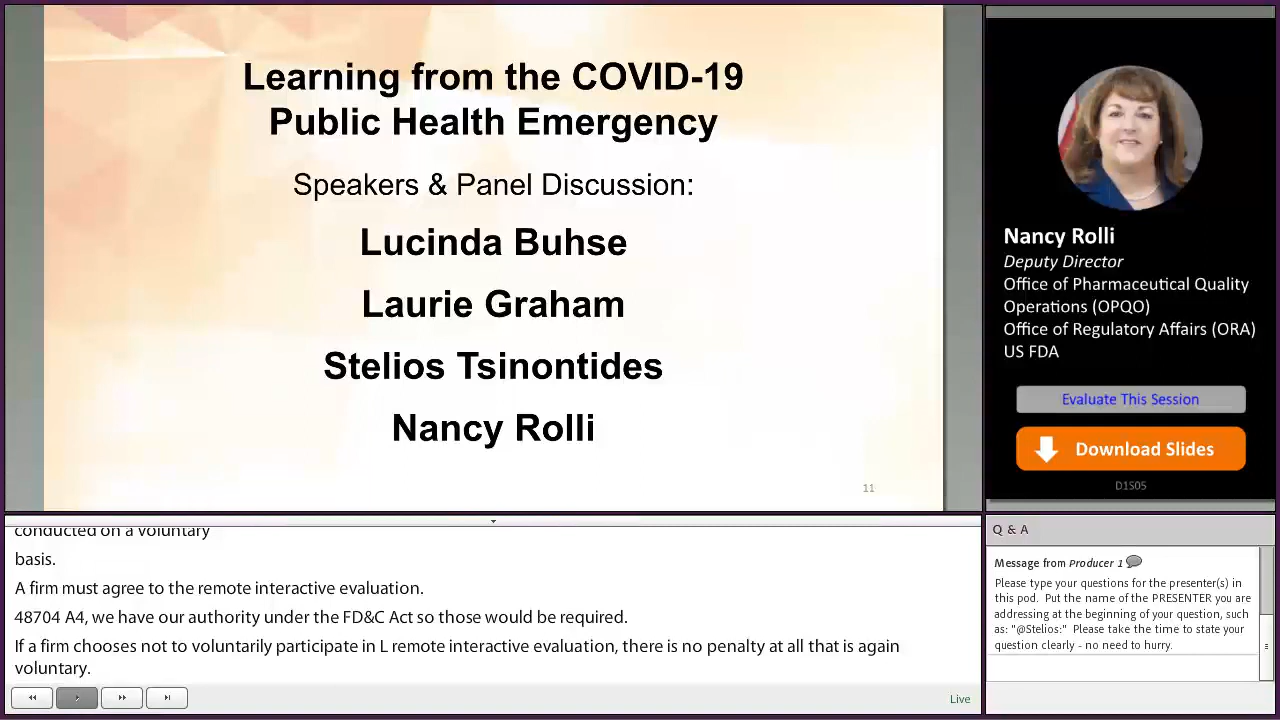 Learning from the COVID-19
Public Health Emergency
Speakers & Panel Discussion:
Lucinda Buhse
Laurie Graham
Stelios Tsinontides
Nancy Rolli
11
Nancy Rolli
Deputy Director
Office of Pharmaceutical Quality
Operations (OPQO)
Office of Regulatory Affairs (ORA)
US FDA
Evaluate This Session
Download Slides
D1S05
conducted on a voluntary
basis.
A firm must agree to the remote interactive evaluation.
48704 A4, we have our authority under the FD&C Act so those would be required.
If a firm chooses not to voluntarily participate in L remote interactive evaluation, there is no penalty at all that is again
voluntary.
Live
Q & A
Message from Producer 1
Please type your questions for the presenter(s) in
this pod. Put the name of the PRESENTER you are
addressing at the beginning of your question, such
as: "@Stelios:" Please take the time to state your
question clearly - no need to hurry.